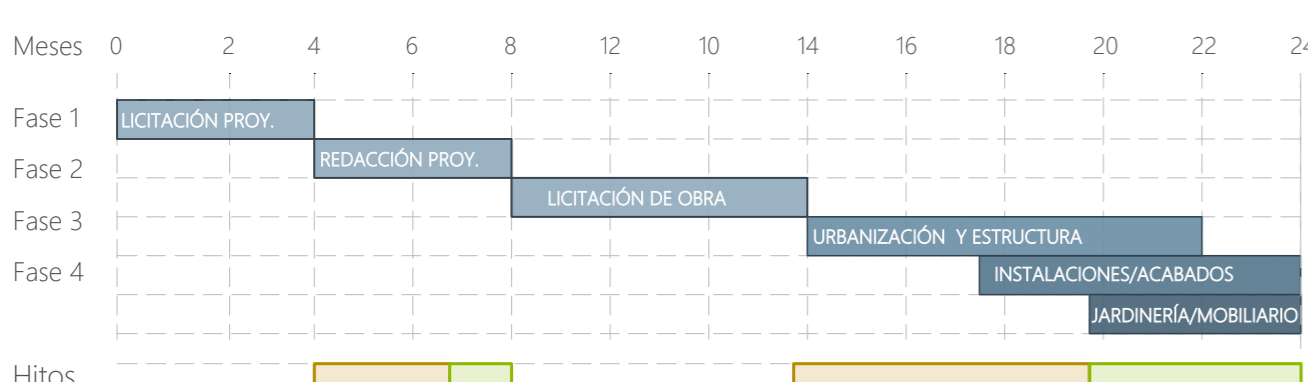 Meses 0 2 4 6 8 12 10 14 16 18 20 22 24
Fase 1 LICITACIÓN PROY.
REDACCIÓN PROY.
Fase 2
LICITACIÓN DE OBRA
Fase 3
URBANIZACIÓN Y ESTRUCTURA
Fase 4 INSTALACIONES/ACABADOS
JARDINERÍA/MOBILIARIO
Hitos